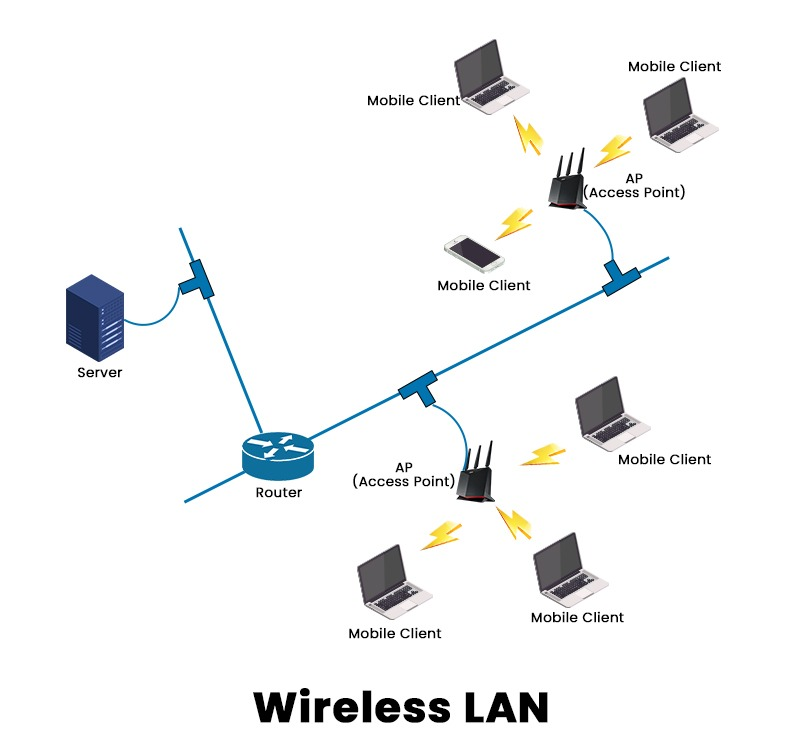 Mobile Client
Mobile Client
AP
(Access Point)
Mobile Client
Server
Mobile Client
AP
(Access Point)
Router
Mobile Client
Mobile Client
Wireless LAN